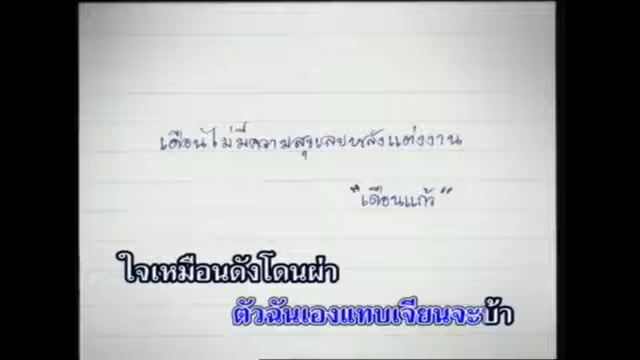 เดือนไม่มีความสุขเลยหลังแต่งงาน
"เดือนแก้ว"
ใจเหมือนดังโดนผ่า
ตัวฉันเองแทบเจียนจะบ้า